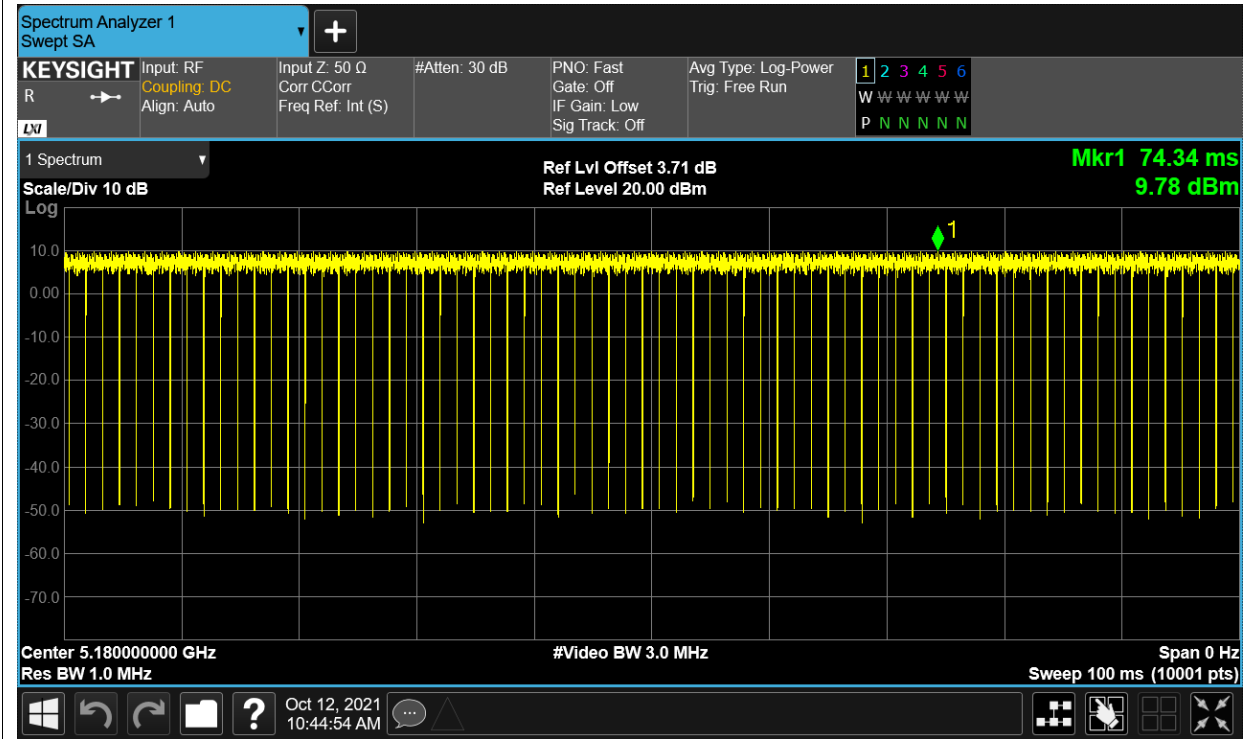 Spectrum Analyzer 1
Swept SA
+
KEYSIGHT Input: RF Input Z: 50 Ω #Atten: 30 dB PNO: Fast Avg Type: Log-Power 1 2 3 4 5 6
R Coupling: DC Corr CCorr Gate: Off Trig: Free Run W W W W W W
Align: Auto Freq Ref: Int (S) IF Gain: Low
LXI Sig Track: Off P N N N N N
1 Spectrum Ref Lvl Offset 3.71 dB Mkr1 74.34 ms
Scale/Div 10 dB Ref Level 20.00 dBm 9.78 dBm
Log
1
10.0
0.00
-10.0
-20.0
-30.0
-40.0
-50.0
-60.0
-70.0
Center 5.180000000 GHz #Video BW 3.0 MHz Span 0 Hz
Res BW 1.0 MHz Sweep 100 ms (10001 pts)
? Oct 12, 2021
10:44:54 AM